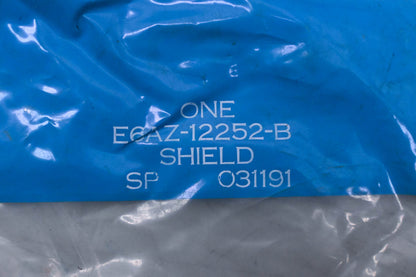 ONE
E6AZ-12252-B
SHIELD
SP 031191